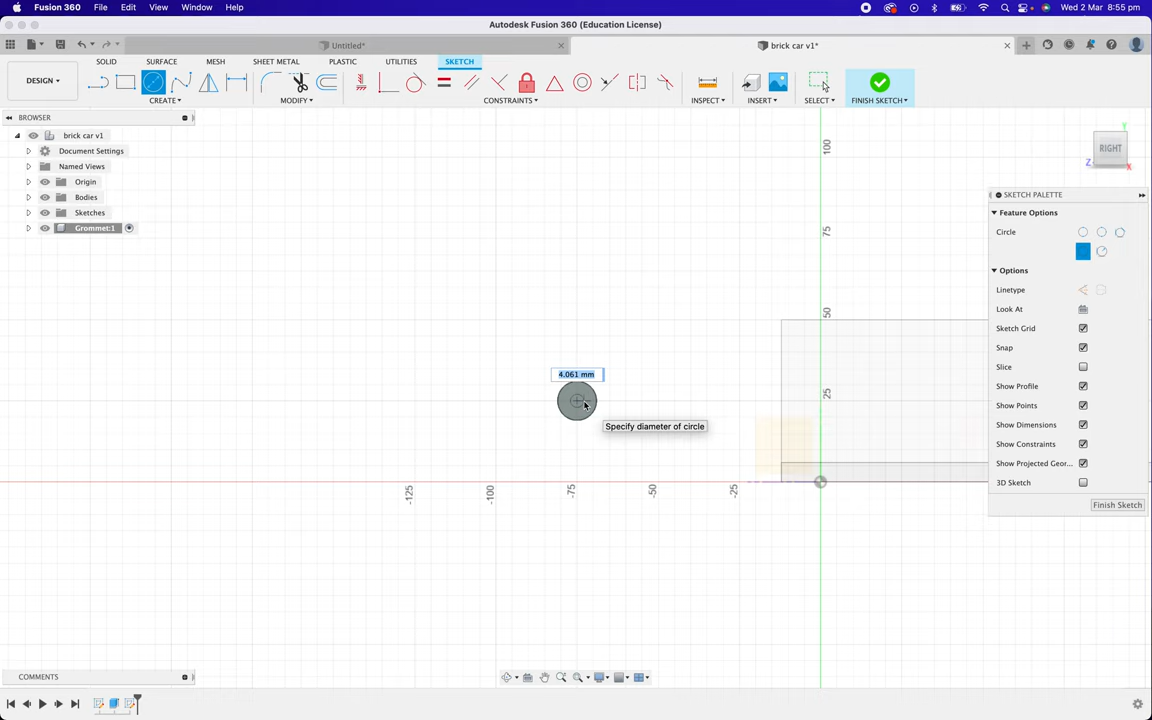 Fusion 360 File Edit View Window Help Wed 2 Mar 8:55 pm
Autodesk Fusion 360 (Education License)
Untitled* brick car v1*
SOLID SURFACE MESH SHEET METAL PLASTIC UTILITIES SKETCH
DESIGN
CREATE MODIFY CONSTRAINTS INSPECT INSERT SELECT FINISH SKETCH
BROWSER
brick car v1
Document Settings
Named Views
Origin
Bodies
Sketches
Grommet:1
RIGHT
Y
Z
X
100
75
50
25
-125 -100 -75 -50 -25
4.061 mm
Specify diameter of circle
SKETCH PALETTE
Feature Options
Circle
Options
Linetype
Look At
Sketch Grid
Snap
Slice
Show Profile
Show Points
Show Dimensions
Show Constraints
Show Projected Geor...
3D Sketch
Finish Sketch
COMMENTS